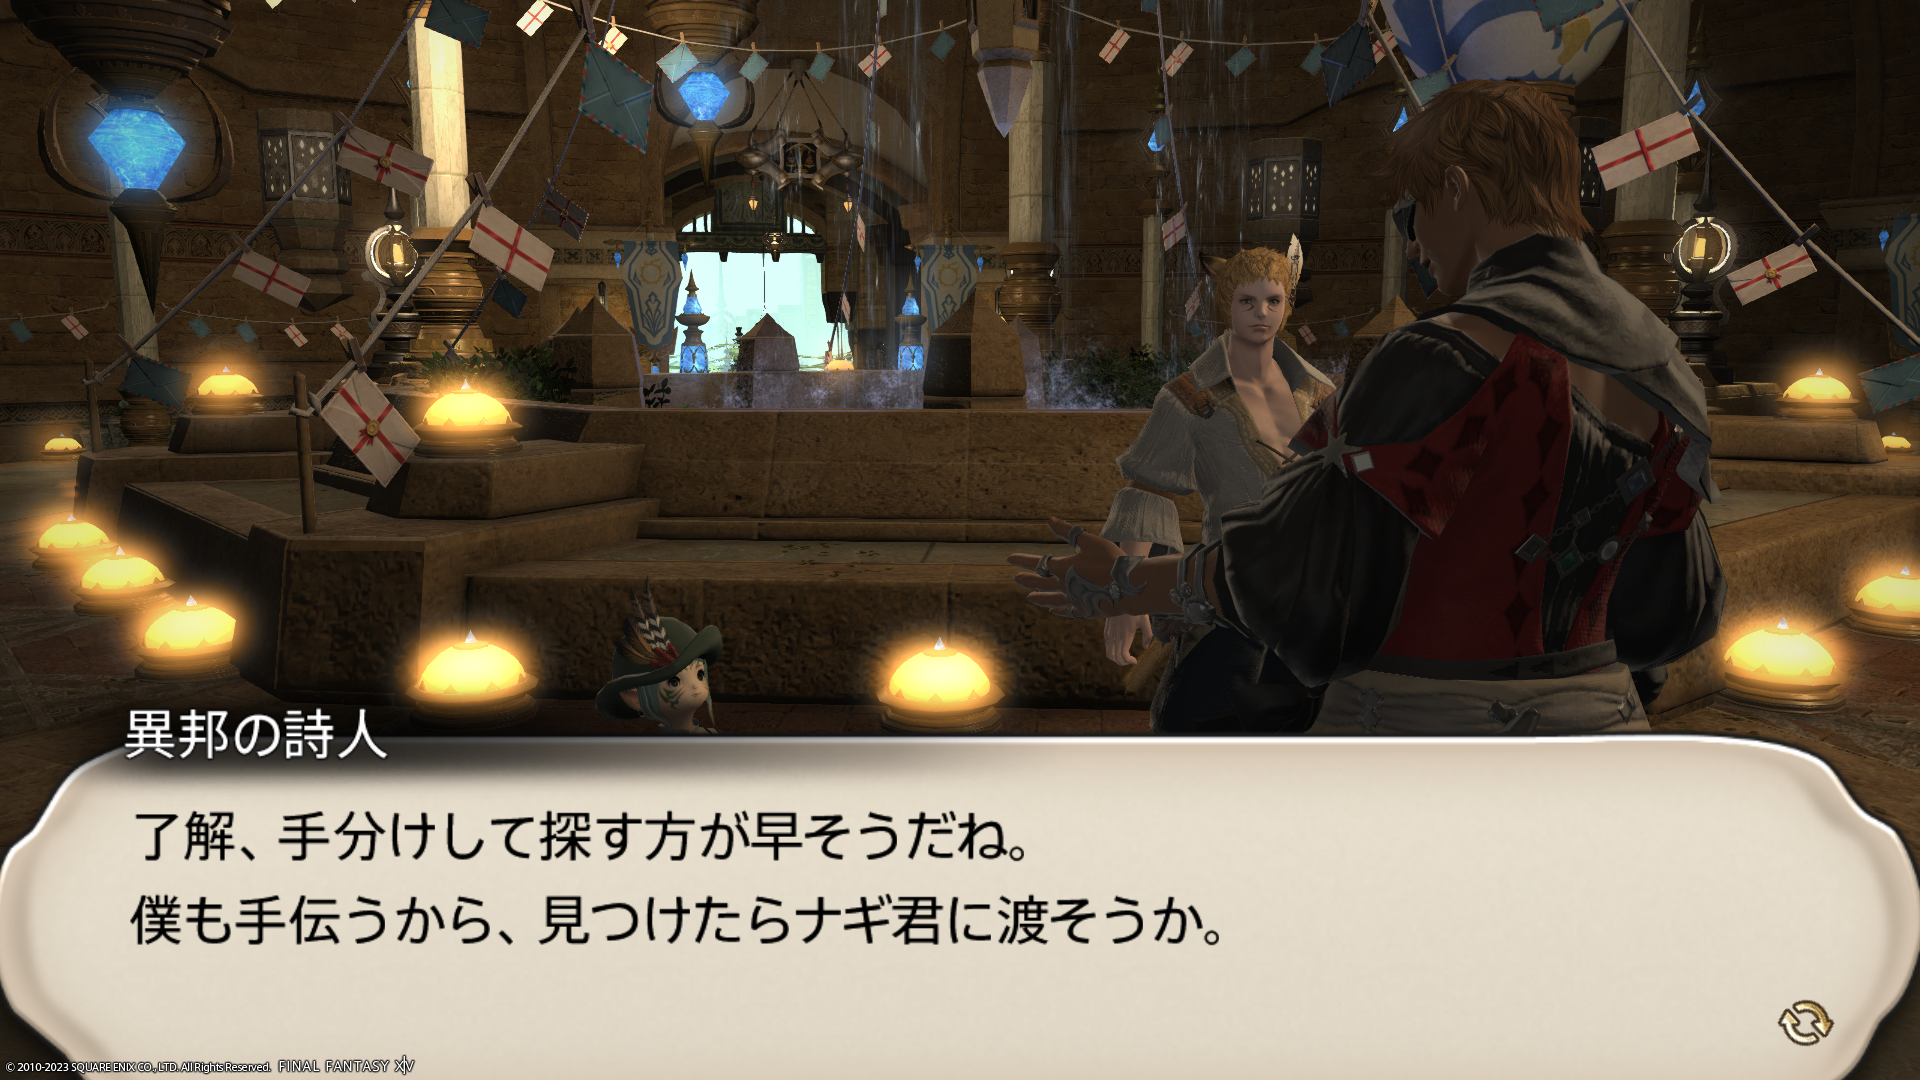 異邦の詩人
了解、手分けして探す方が早そうだね。
僕も手伝うから、見つけたらナギ君に渡そうか。
© 2010-2023 SQUARE ENIX CO., LTD. All Rights Reserved. FINAL FANTASY XIV